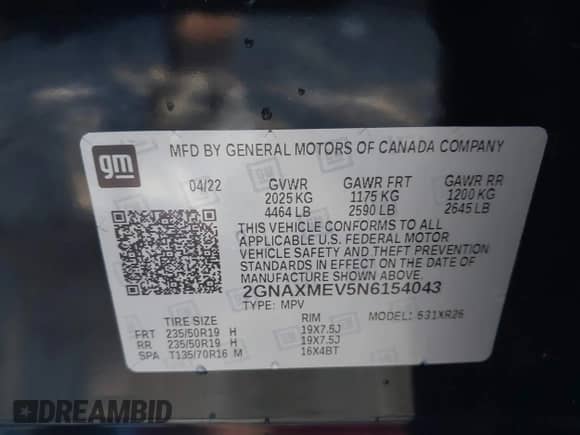 gm
MFD BY GENERAL MOTORS OF CANADA COMPANY
04/22 GVWR GAWR FRT GAWR RR
2025 KG 1175 KG 1200 KG
4464 LB 2590 LB 2645 LB
THIS VEHICLE CONFORMS TO ALL
APPLICABLE U.S. FEDERAL MOTOR
VEHICLE SAFETY AND THEFT PREVENTION
STANDARDS IN EFFECT ON THE DATE OF
MANUFACTURE SHOWN ABOVE.
2GNAXMEV5N6154043
TYPE: MPV MODEL: 531XR26
TIRE SIZE RIM
FRT 235/50R19 H 19X7.5J
RR 235/50R19 H 19X7.5J
SPA T135/70R16 M 16X4BT
DREAMBID